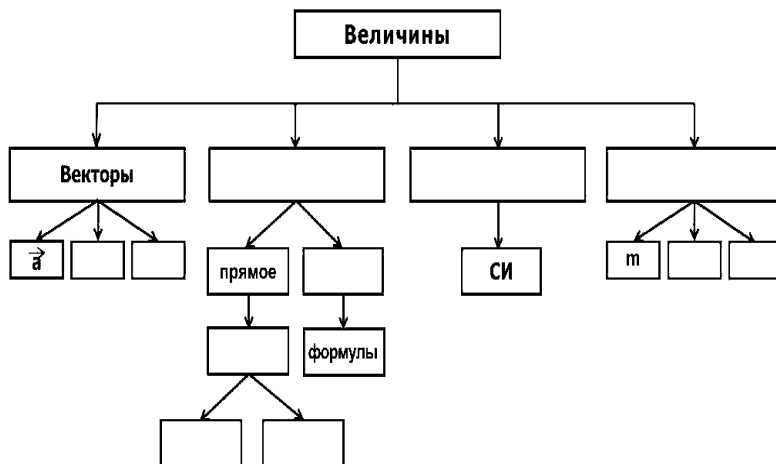 Величины
Векторы
a⃗
прямое
формулы
СИ
m